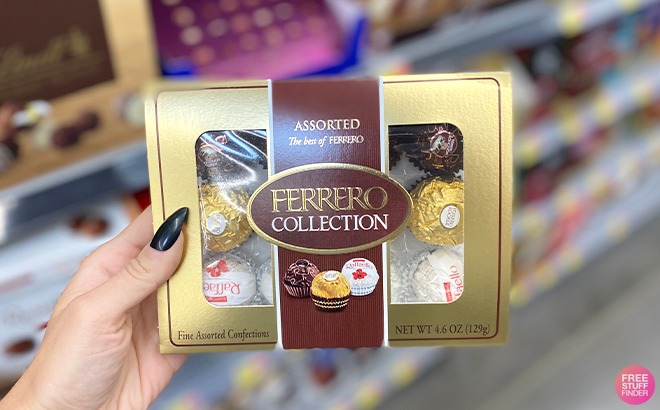 ASSORTED
The best of FERRERO
FERRERO
COLLECTION
Raffaello
Fine Assorted Confections
NET WT 4.6 OZ (129g)
FREE
STUFF
FINDER